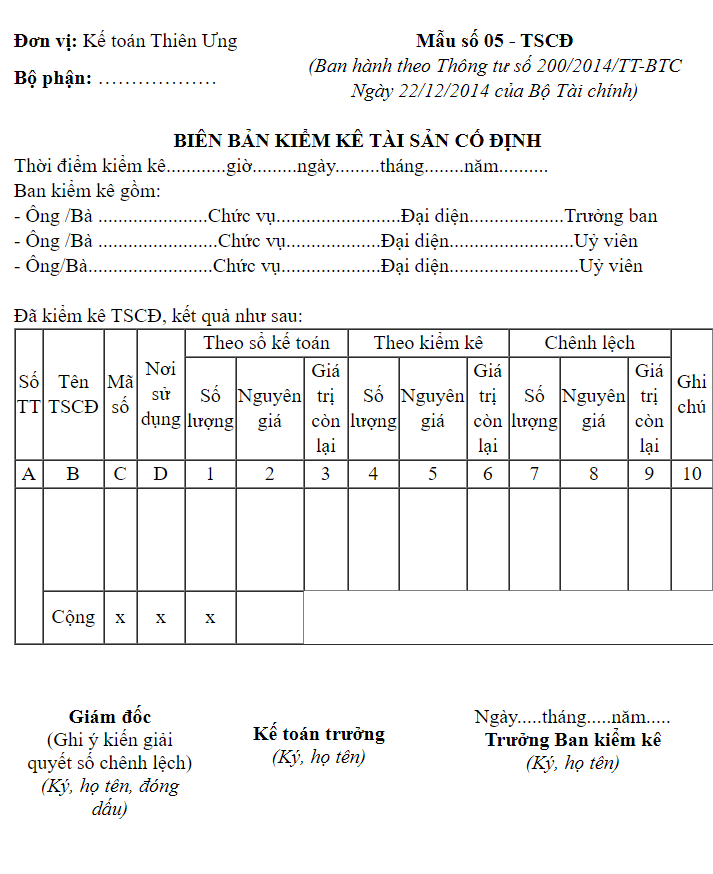 Đơn vị: Kế toán Thiên Ưng
Mẫu số 05 - TSCĐ
Bộ phận: ………………
(Ban hành theo Thông tư số 200/2014/TT-BTC
Ngày 22/12/2014 của Bộ Tài chính)
BIÊN BẢN KIỂM KÊ TÀI SẢN CỐ ĐỊNH
Thời điểm kiểm kê............giờ.........ngày.........tháng........năm..........
Ban kiểm kê gồm:
- Ông /Bà ......................Chức vụ.........................Đại diện...................Trưởng ban
- Ông /Bà ........................Chức vụ...................Đại diện.........................Uỷ viên
- Ông/Bà.........................Chức vụ....................Đại diện..........................Uỷ viên
Đã kiểm kê TSCĐ, kết quả như sau:
Số TT Tên TSCĐ Mã số Nơi sử dụng Theo sổ kế toán Theo kiểm kê Chênh lệch Ghi chú
Số lượng Nguyên giá Giá trị còn lại Số lượng Nguyên giá Giá trị còn lại Số lượng Nguyên giá Giá trị còn lại
A B C D 1 2 3 4 5 6 7 8 9 10
Cộng x x x
Giám đốc
(Ghi ý kiến giải
quyết số chênh lệch)
(Ký, họ tên, đóng
dấu)
Kế toán trưởng
(Ký, họ tên)
Ngày.....tháng.....năm.....
Trưởng Ban kiểm kê
(Ký, họ tên)